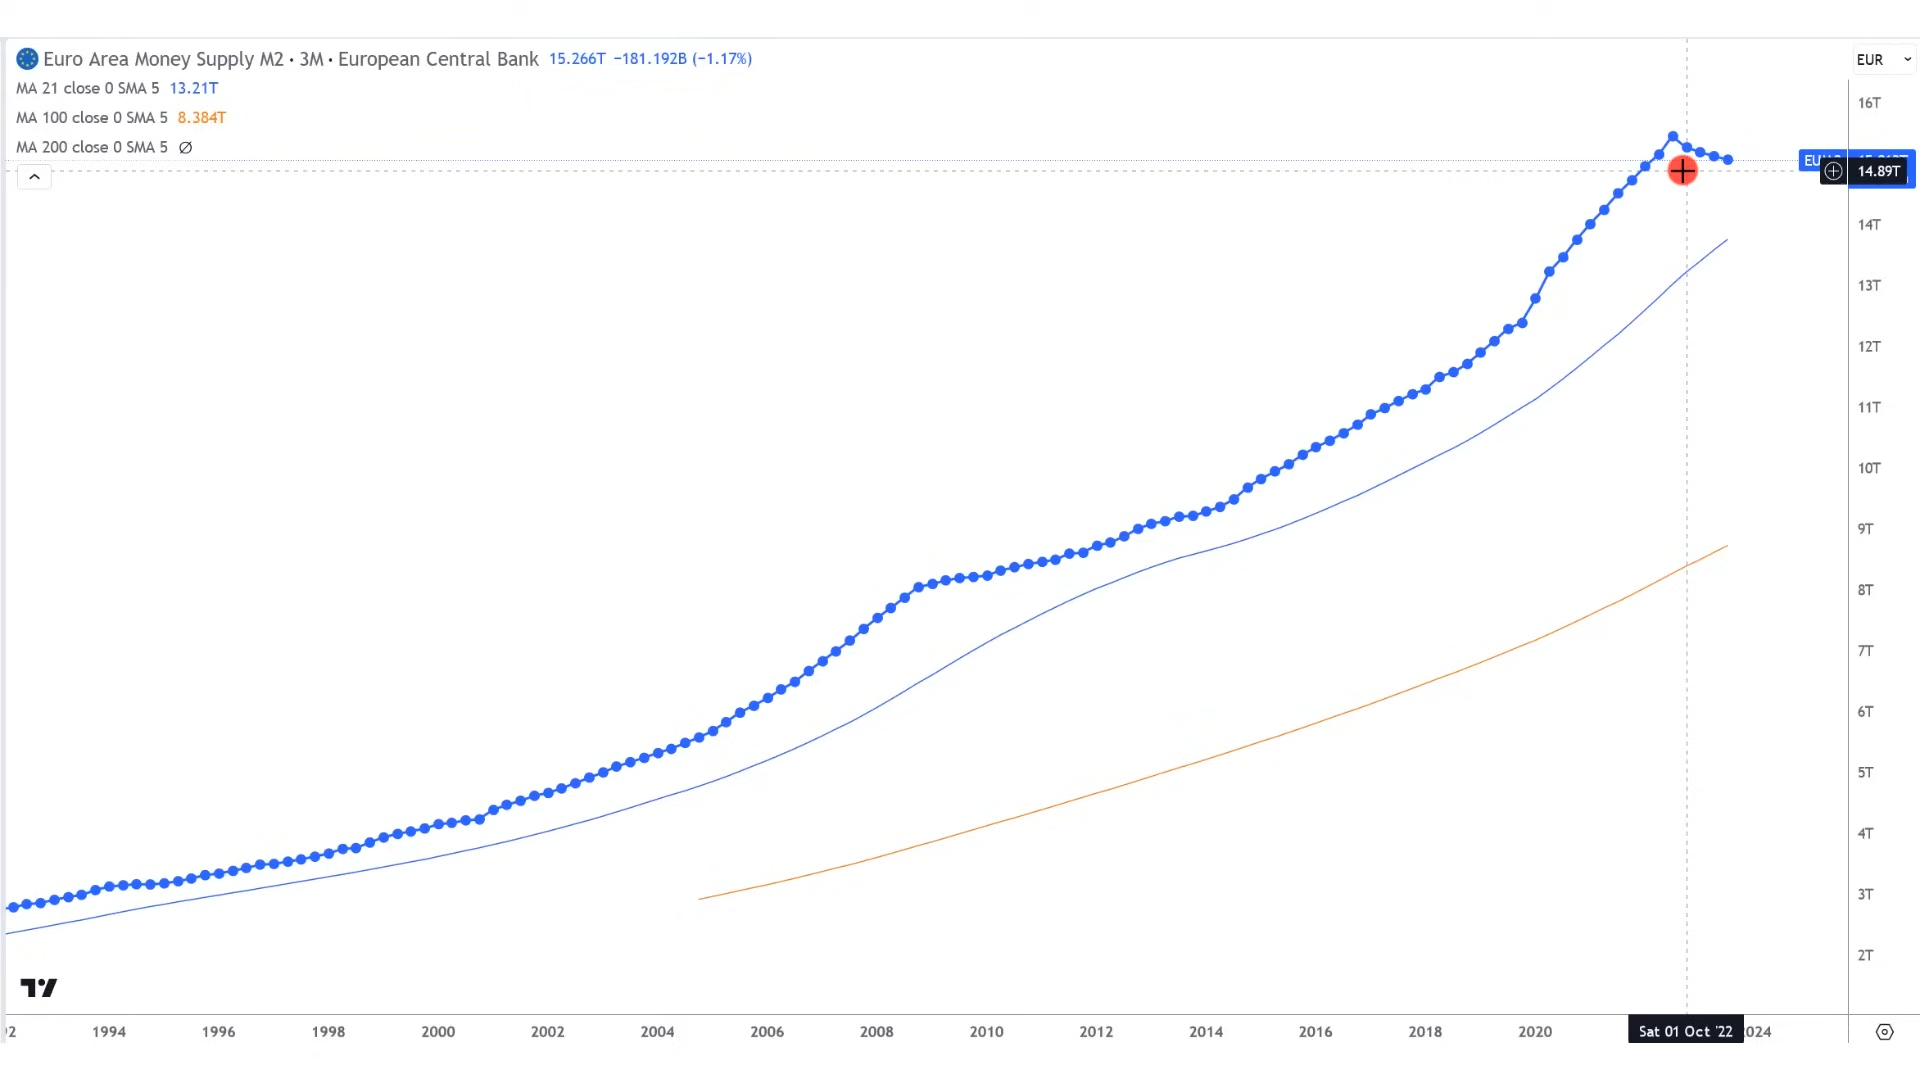 Euro Area Money Supply M2 · 3M · European Central Bank 15.266T −181.192B (−1.17%)
EUR
MA 21 close 0 SMA 5 13.21T
MA 100 close 0 SMA 5 8.384T
MA 200 close 0 SMA 5 Ø
16T
14.89T
14T
13T
12T
11T
10T
9T
8T
7T
6T
5T
4T
3T
2T
1994 1996 1998 2000 2002 2004 2006 2008 2010 2012 2014 2016 2018 2020 Sat 01 Oct '22